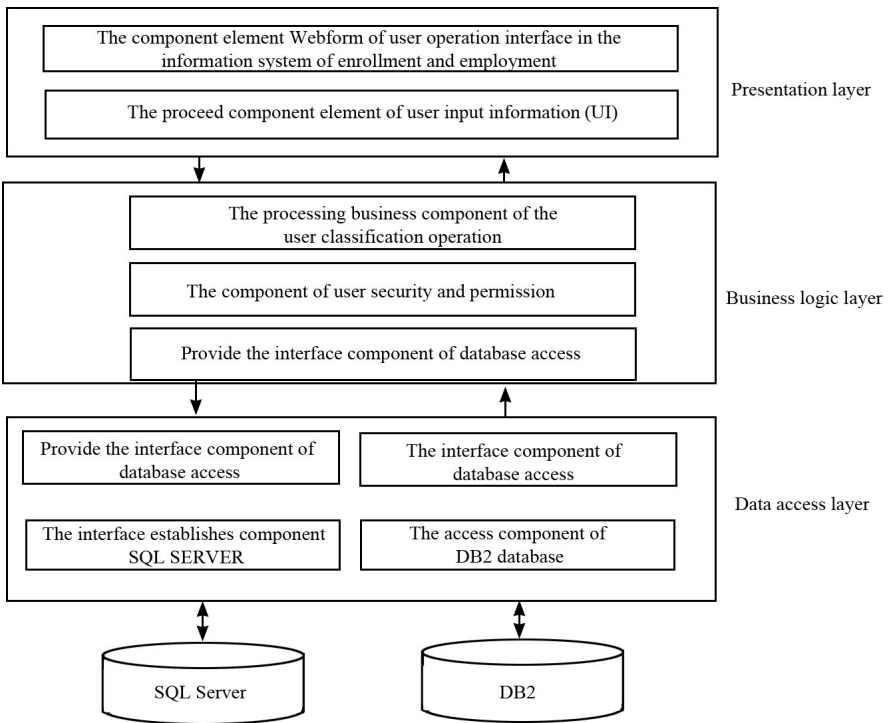 The component element Webform of user operation interface in the
information system of enrollment and employment
The proceed component element of user input information (UI)
Presentation layer
The processing business component of the
user classification operation
The component of user security and permission
Provide the interface component of database access
Business logic layer
Provide the interface component of
database access
The interface component of
database access
The interface establishes component
SQL SERVER
The access component of
DB2 database
Data access layer
SQL Server
DB2